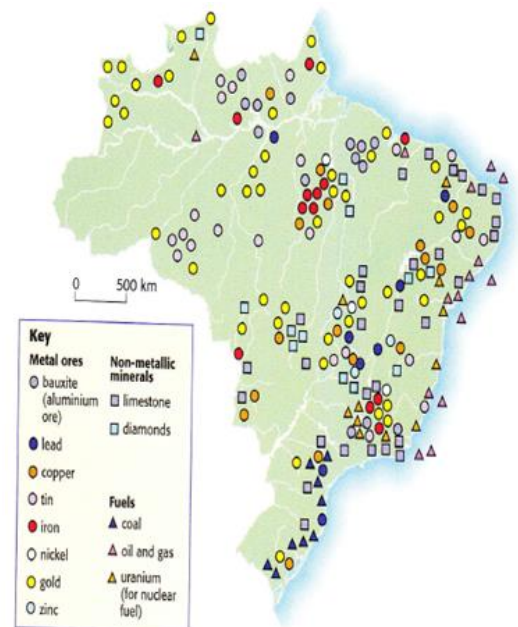 0 500 km
Key
Metal ores
bauxite
(aluminium
ore)
lead
copper
tin
iron
nickel
gold
zinc
Non-metallic
minerals
limestone
diamonds
Fuels
coal
oil and gas
uranium
(for nuclear
fuel)